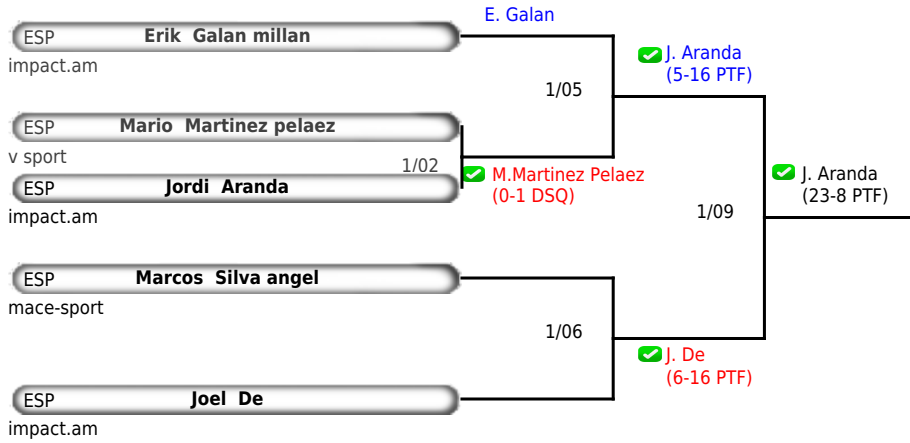 E. Galan
ESP Erik Galan millan
impact.am
J. Aranda
(5-16 PTF)
1/05
ESP Mario Martinez pelaez
v sport
1/02
M.Martinez Pelaez
(0-1 DSQ)
J. Aranda
(23-8 PTF)
ESP Jordi Aranda
impact.am
1/09
ESP Marcos Silva angel
mace-sport
1/06
J. De
(6-16 PTF)
ESP Joel De
impact.am